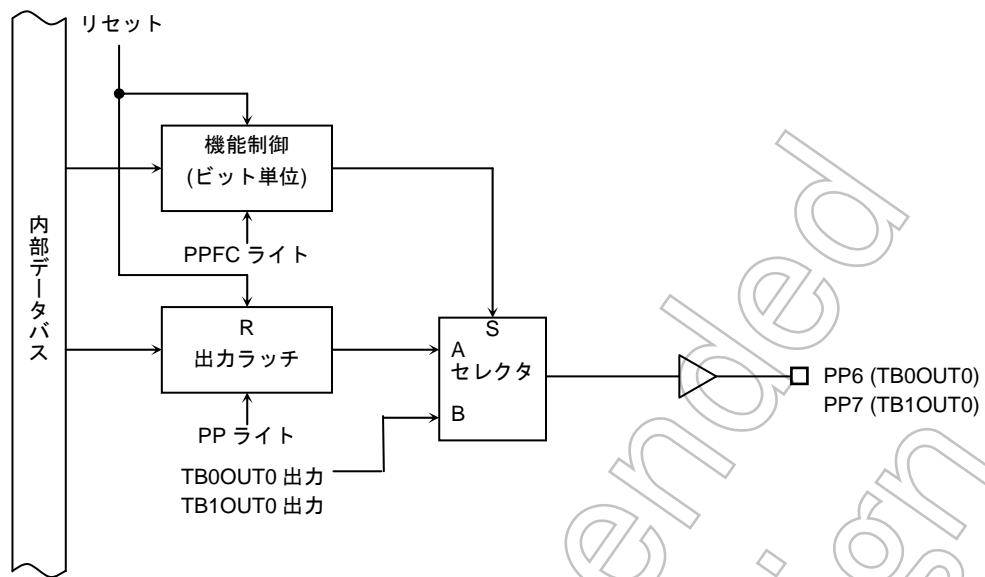 リセット
機能制御
(ビット単位)
PPFC ライト
内部データバス
R
出力ラッチ
PP ライト
S
A
セレクタ
B
TB0OUT0 出力
TB1OUT0 出力
PP6 (TB0OUT0)
PP7 (TB1OUT0)
ended
ign